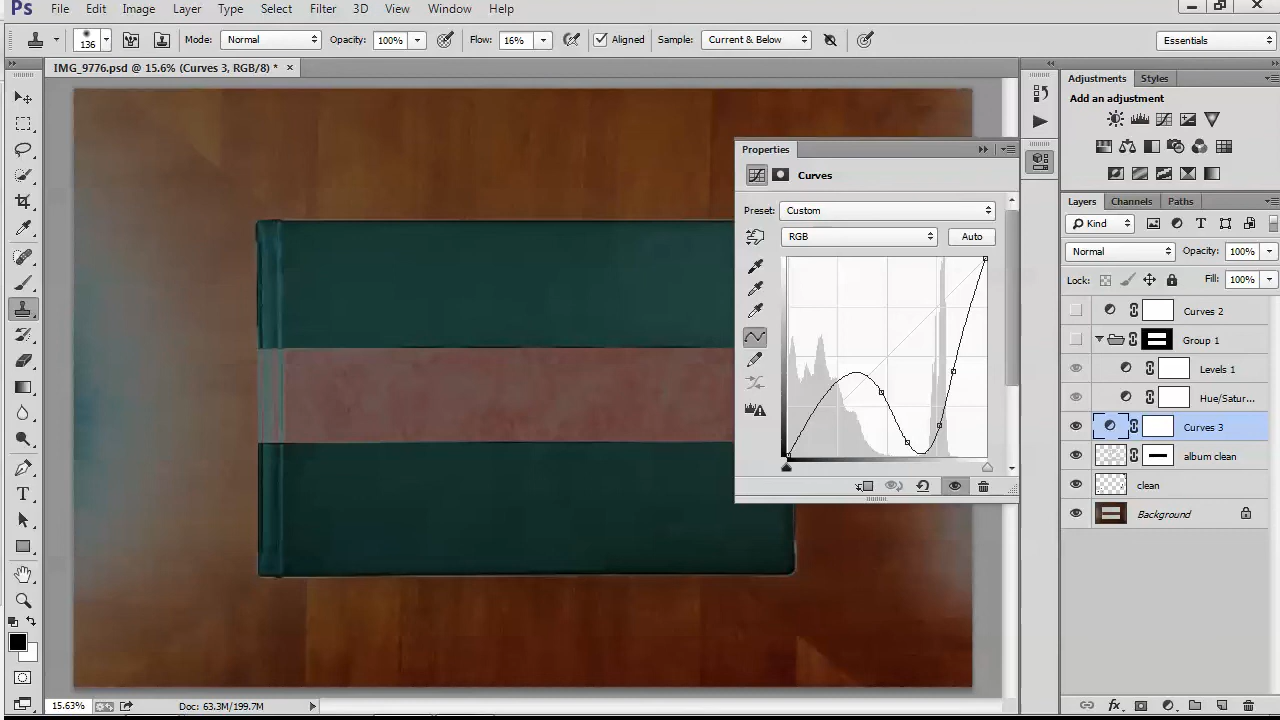 Ps File Edit Image Layer Type Select Filter 3D View Window Help
136 Mode: Normal Opacity: 100% Flow: 16% Aligned Sample: Current & Below Essentials
IMG_9776.psd @ 15.6% (Curves 3, RGB/8) * ×
Adjustments Styles
Add an adjustment
Properties
Curves
Preset: Custom
RGB Auto
Layers Channels Paths
Kind
Normal Opacity: 100%
Lock: Fill: 100%
Curves 2
Group 1
Levels 1
Hue/Satur...
Curves 3
album clean
clean
Background
T
15.63% Doc: 63.3M/199.7M
fx